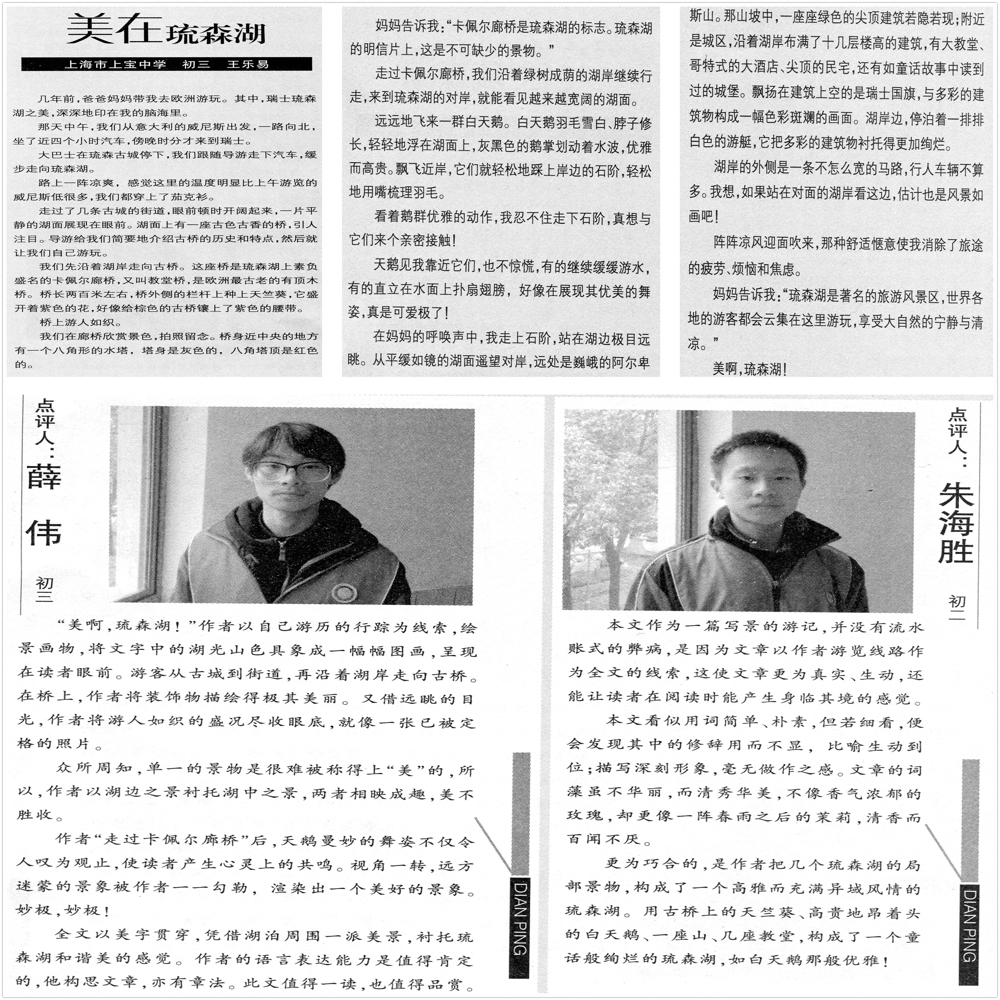 美在琉森湖
上海市上宝中学 初三 王乐易
几年前,爸爸妈妈带我去欧洲游玩。其中,瑞士琉森
湖之美,深深地印在我的脑海里。
那天中午,我们从意大利的威尼斯出发,一路向北,
坐了近四个小时汽车,傍晚时分才来到瑞士。
大巴士在琉森古城停下,我们跟随导游走下汽车,缓
步走向琉森湖。
路上一阵凉爽,感觉这里的温度明显比上午游览的
威尼斯低很多,我们都穿上了茄克衫。
走过了几条古城的街道,眼前顿时开阔起来,一片平
静的湖面展现在眼前。湖面上有一座古色古香的桥,引人
注目。导游给我们简要地介绍古桥的历史和特点,然后就
让我们自己游玩。
我们先沿着湖岸走向古桥。这座桥是琉森湖上素负
盛名的卡佩尔廊桥,又叫教堂桥,是欧洲最古老的有顶木
桥。桥长两百米左右,桥外侧的栏杆上种上天竺葵,它盛
开着紫色的花,好像给棕色的古桥镶上了紫色的腰带。
桥上游人如织。
我们在廊桥欣赏景色,拍照留念。桥身近中央的地方
有一个八角形的水塔,塔身是灰色的,八角塔顶是红色
的。
妈妈告诉我:“卡佩尔廊桥是琉森湖的标志。琉森湖
的明信片上,这是不可缺少的景物。”
走过卡佩尔廊桥,我们沿着绿树成荫的湖岸继续行
走,来到琉森湖的对岸,就能看见越来越宽阔的湖面。
远远地飞来一群白天鹅。白天鹅羽毛雪白、脖子修
长,轻轻地浮在湖面上,灰黑色的鹅掌划动着水波,优雅
而高贵。飘飞近岸,它们就轻松地踩上岸边的石阶,轻松
地用嘴梳理羽毛。
看着鹅群优雅的动作,我忍不住走下石阶,真想与
它们来个亲密接触!
天鹅见我靠近它们,也不惊慌,有的继续缓缓游水,
有的直立在水面上扑扇翅膀,好像在展现其优美的舞
姿,真是可爱极了!
在妈妈的呼唤声中,我走上石阶,站在湖边极目远
眺。从平缓如镜的湖面遥望对岸,远处是巍峨的阿尔卑
斯山。那山坡中,一座座绿色的尖顶建筑若隐若现;附近
是城区,沿着湖岸布满了十几层楼高的建筑,有大教堂、
哥特式的大酒店、尖顶的民宅,还有如童话故事中读到
过的城堡。飘扬在建筑上空的是瑞士国旗,与多彩的建
筑物构成一幅色彩斑斓的画面。湖岸边,停泊着一排排
白色的游艇,它把多彩的建筑物衬托得更加绚烂。
湖岸的外侧是一条不怎么宽的马路,行人车辆不算
多。我想,如果站在对面的湖岸看这边,估计也是风景如
画吧!
阵阵凉风迎面吹来,那种舒适惬意使我消除了旅途
的疲劳、烦恼和焦虑。
妈妈告诉我:“琉森湖是著名的旅游风景区,世界各
地的游客都会云集在这里游玩,享受大自然的宁静与清
凉。”
美啊,琉森湖!
点评人:薛伟 初三
“美啊,琉森湖!”作者以自己游历的行踪为线索,绘
景画物,将文字中的湖光山色具象成一幅幅图画,呈现
在读者眼前。游客从古城到街道,再沿着湖岸走向古桥。
在桥上,作者将装饰物描绘得极其美丽。又借远眺的目
光,作者将游人如织的盛况尽收眼底,就像一张已被定
格的照片。
众所周知,单一的景物是很难被称得上“美”的,所
以,作者以湖边之景衬托湖中之景,两者相映成趣,美不
胜收。
作者“走过卡佩尔廊桥”后,天鹅曼妙的舞姿不仅令
人叹为观止,使读者产生心灵上的共鸣。视角一转,远方
迷蒙的景象被作者一一勾勒,渲染出一个美好的景象。
妙极,妙极!
全文以美字贯穿,凭借湖泊周围一派美景,衬托琉
森湖和谐美的感觉。作者的语言表达能力是值得肯定
的,他构思文章,亦有章法。此文值得一读,也值得品赏。
DIAN PING
点评人:朱海胜 初二
本文作为一篇写景的游记,并没有流水
账式的弊病,是因为文章以作者游览线路作
为全文的线索,这使文章更为真实、生动,还
能让读者在阅读时能产生身临其境的感觉。
本文看似用词简单、朴素,但若细看,便
会发现其中的修辞用而不显,比喻生动到
位;描写深刻形象,毫无做作之感。文章的词
藻虽不华丽,而清秀华美,不像香气浓郁的
玫瑰,却更像一阵春雨之后的茉莉,清香而
百闻不厌。
更为巧合的,是作者把几个琉森湖的局
部景物,构成了一个高雅而充满异域风情的
琉森湖。用古桥上的天竺葵、高贵地昂着头
的白天鹅、一座山、几座教堂,构成了一个童
话般绚烂的琉森湖,如白天鹅那般优雅!
DIAN PING